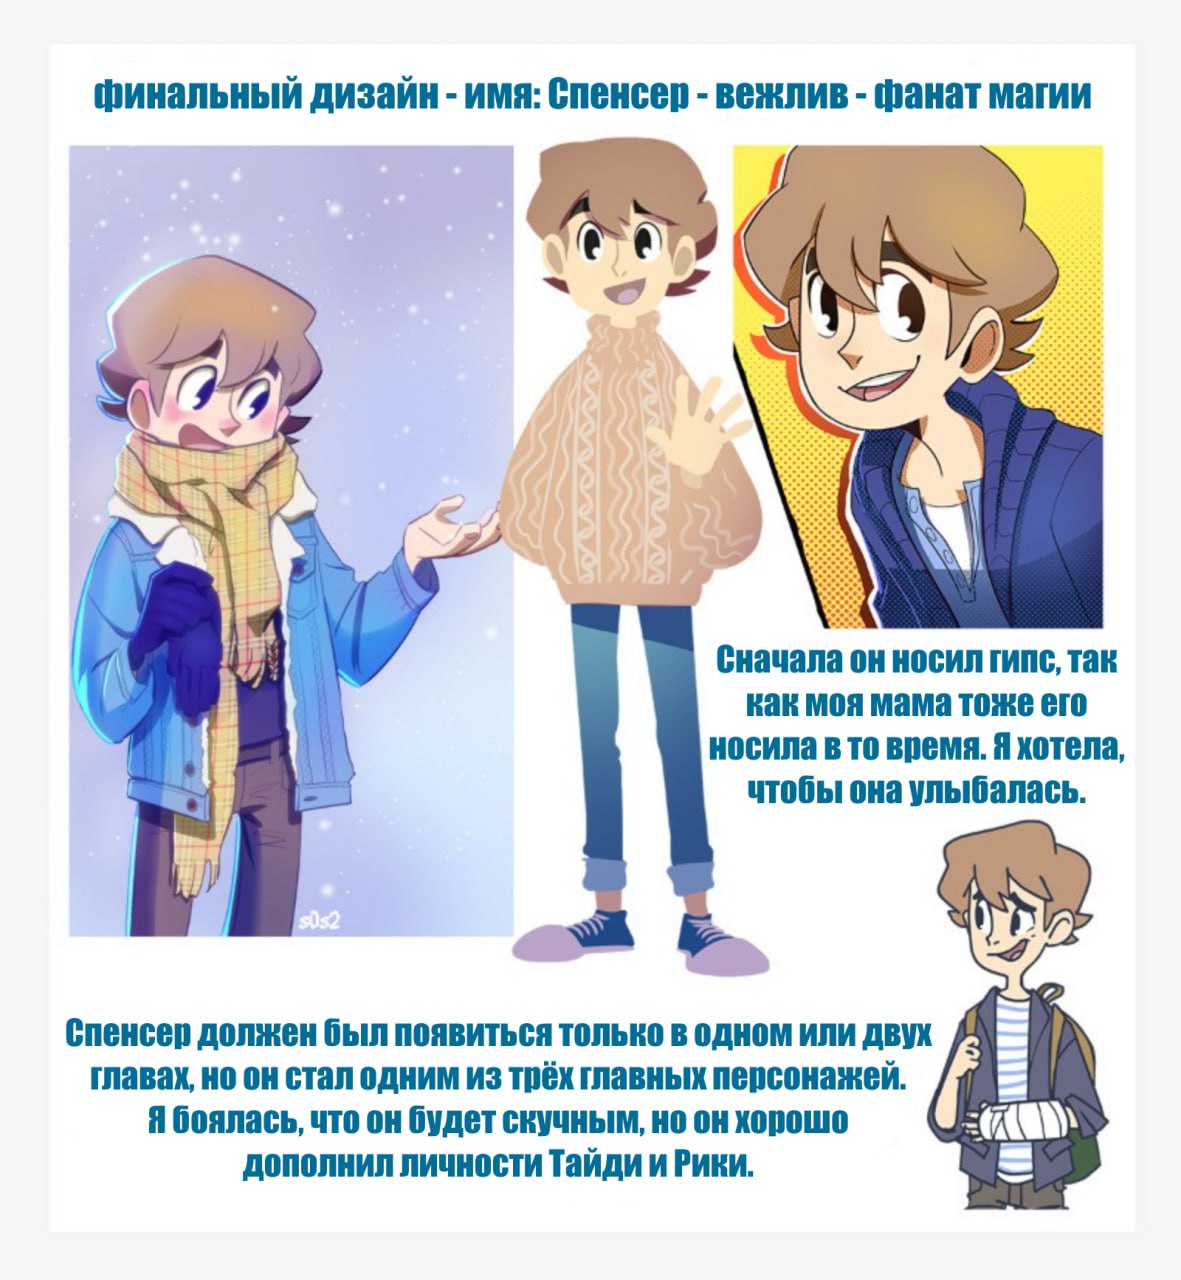 финальный дизайн - имя: Спенсер - вежлив - фанат магии
Сначала он носил гипс, так
как моя мама тоже его
носила в то время. Я хотела,
чтобы она улыбалась.
s0s2
Спенсер должен был появиться только в одном или двух
главах, но он стал одним из трёх главных персонажей.
Я боялась, что он будет скучным, но он хорошо
дополнил личности Тайди и Рики.